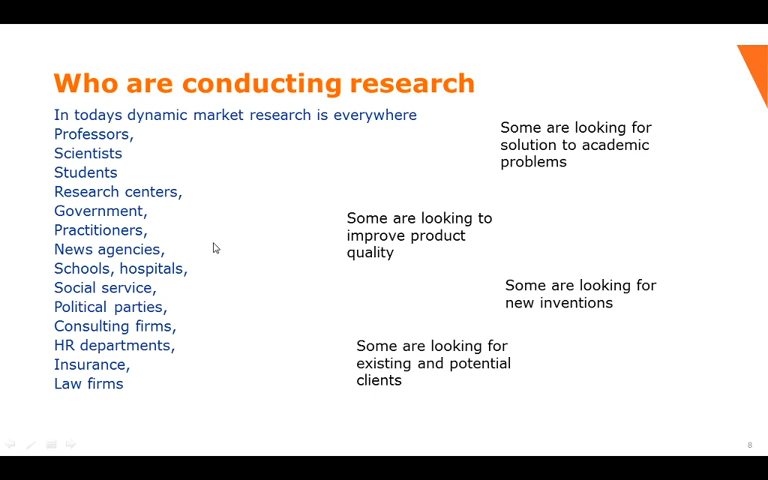 Who are conducting research
In todays dynamic market research is everywhere
Professors,
Scientists
Students
Research centers,
Government,
Practitioners,
News agencies,
Schools, hospitals,
Social service,
Political parties,
Consulting firms,
HR departments,
Insurance,
Law firms
Some are looking for
solution to academic
problems
Some are looking to
improve product
quality
Some are looking for
new inventions
Some are looking for
existing and potential
clients
8